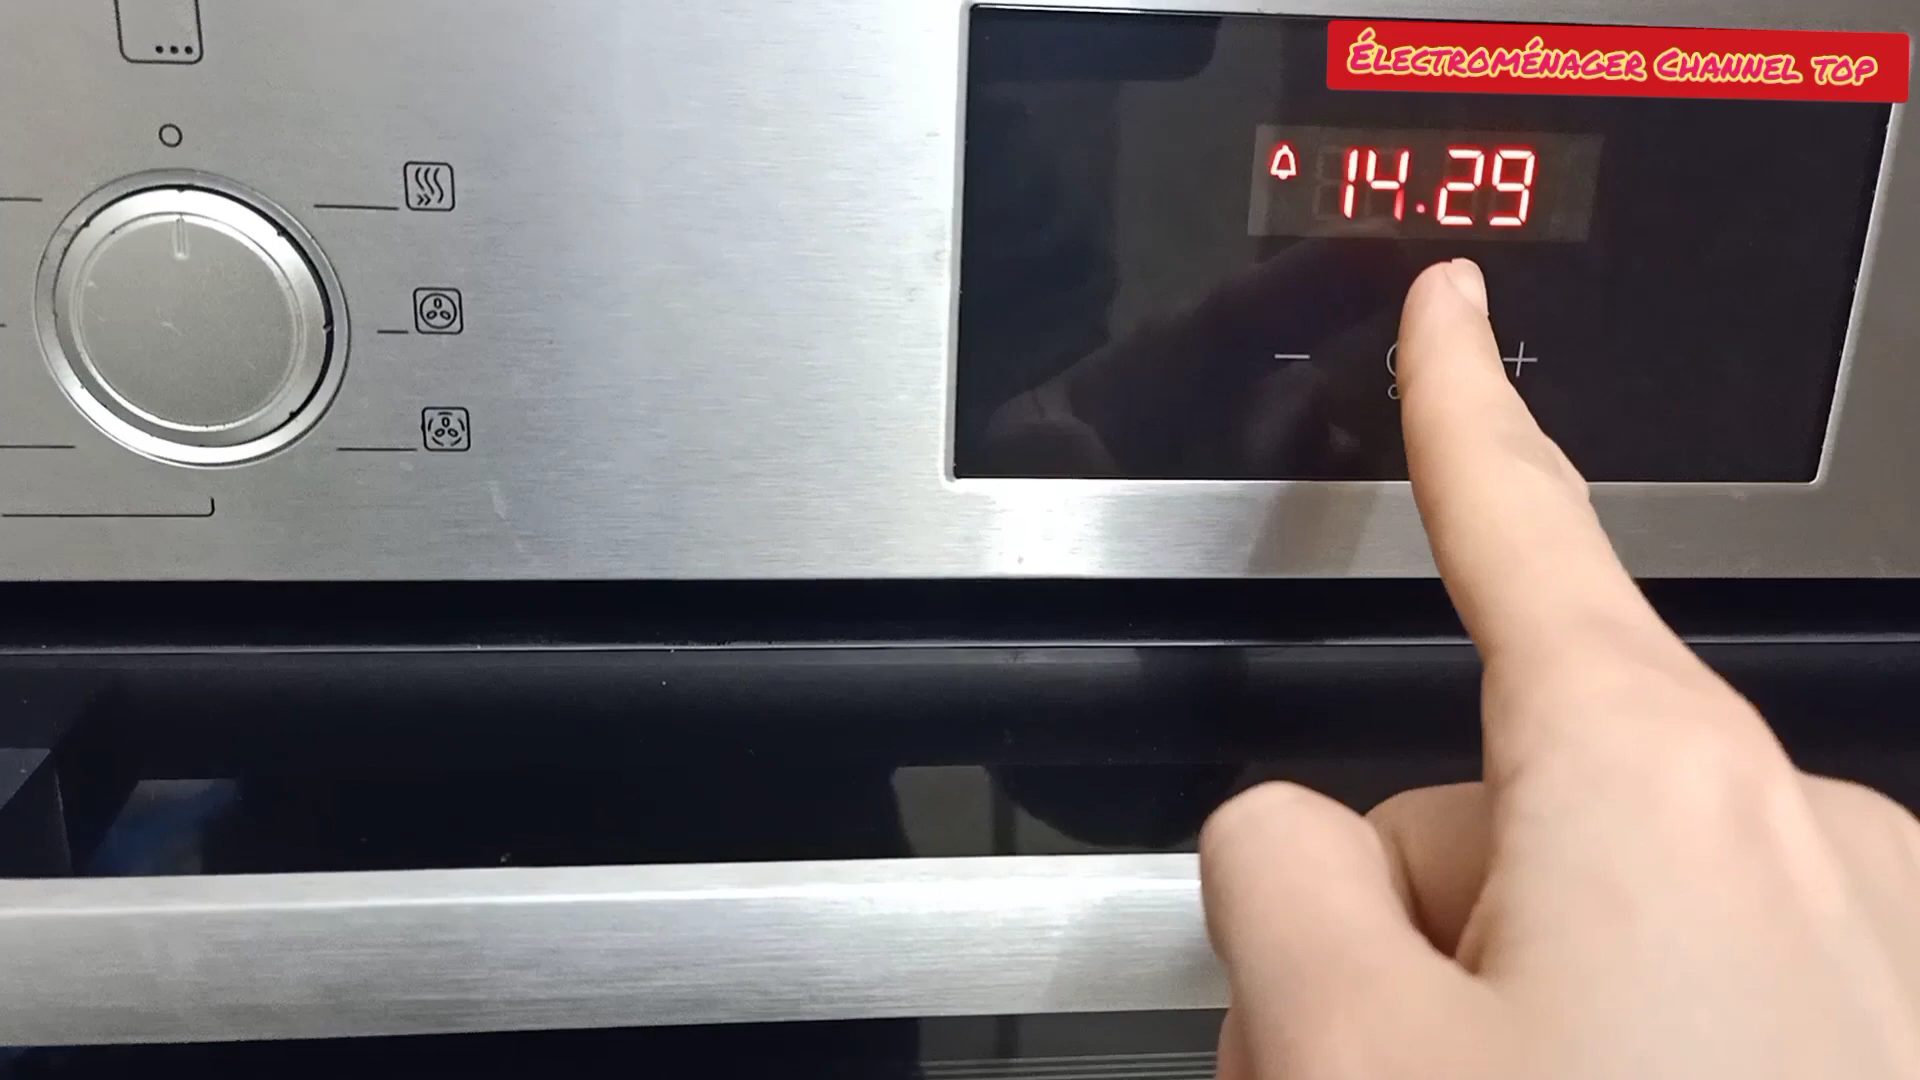 Électroménager Channel top
14.29
− +